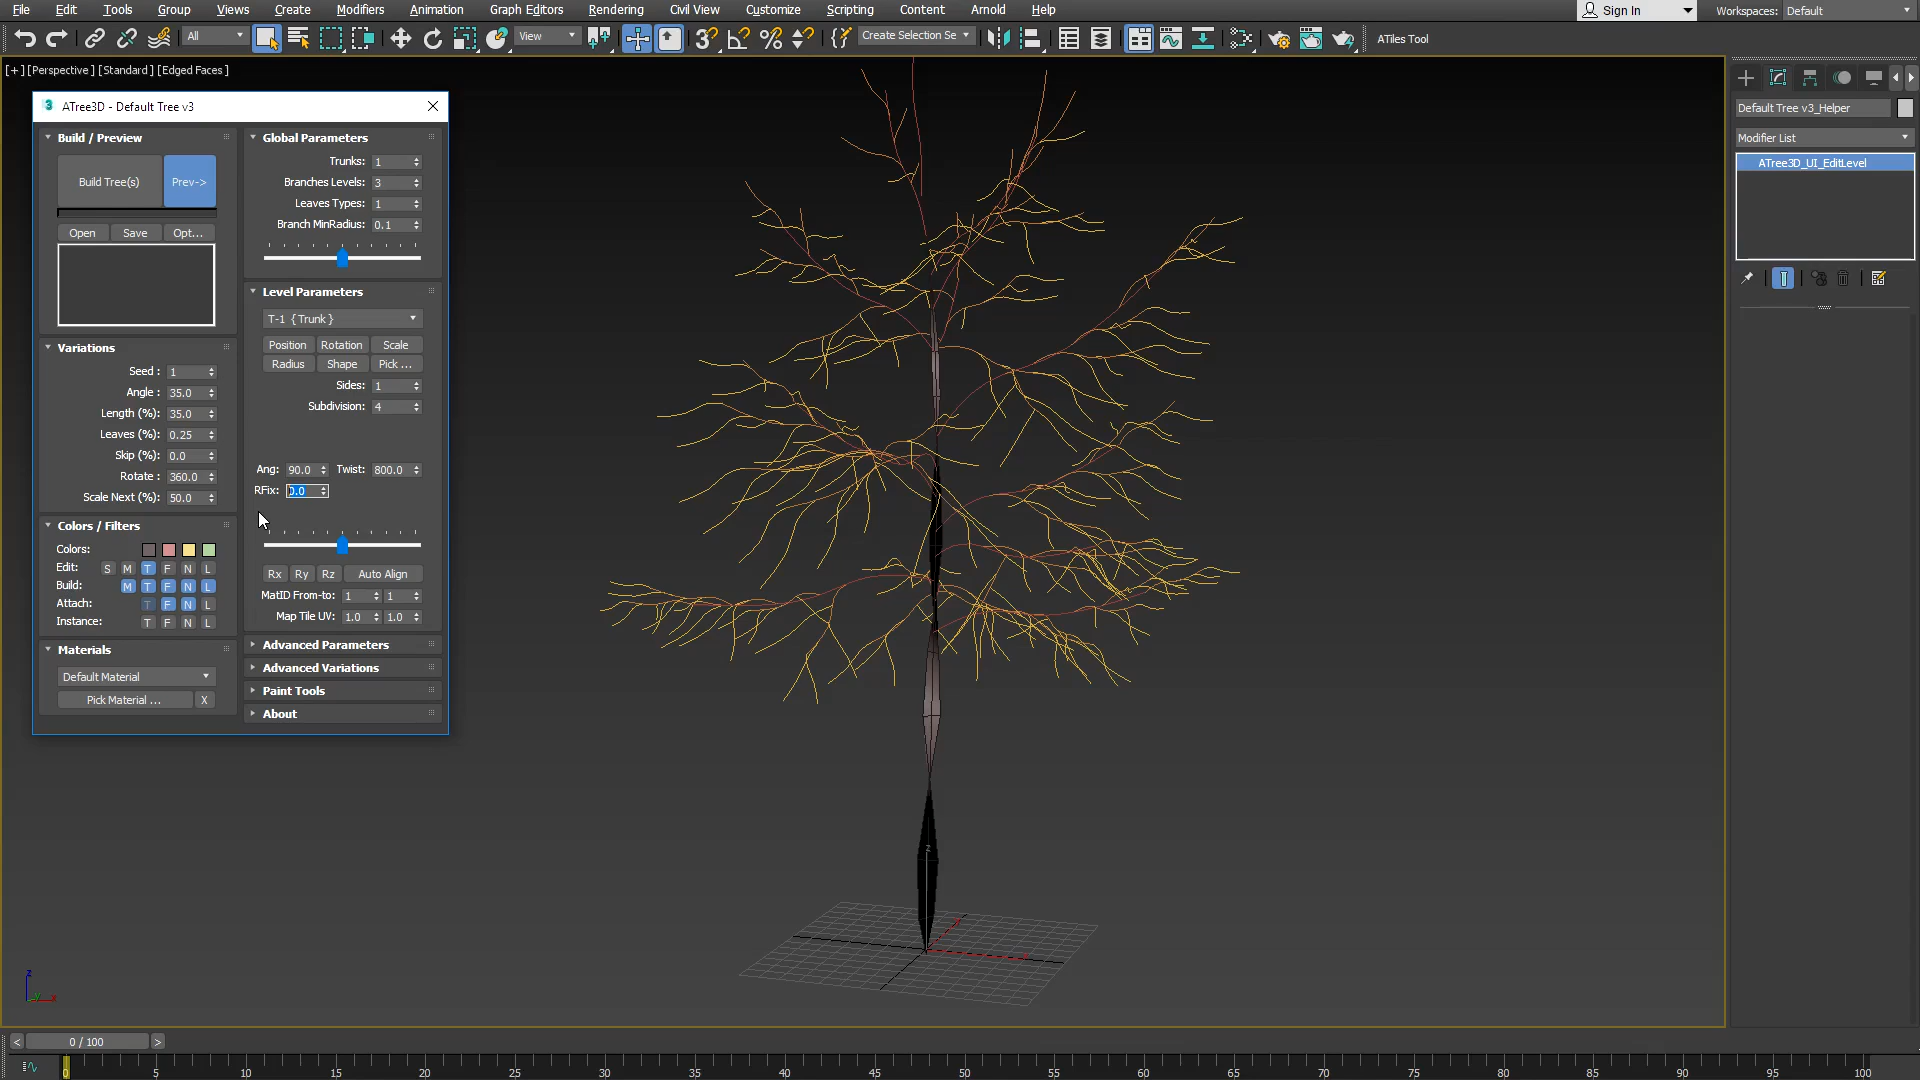 File Edit Tools Group Views Create Modifiers Animation Graph Editors Rendering Civil View Customize Scripting Content Arnold Help Sign In Workspaces: Default
All View Create Selection Se ATiles Tool
[+] [Perspective] [Standard] [Edged Faces]
ATree3D - Default Tree v3
Build / Preview
Build Tree(s) Prev->
Open Save Opt...
Variations
Seed : 1
Angle : 35.0
Length (%): 35.0
Leaves (%): 0.25
Skip (%): 0.0
Rotate : 360.0
Scale Next (%): 50.0
Colors / Filters
Colors:
Edit: S M T F N L
Build: M T F N L
Attach: T F N L
Instance: T F N L
Materials
Default Material
Pick Material ... X
Global Parameters
Trunks: 1
Branches Levels: 3
Leaves Types: 1
Branch MinRadius: 0.1
Level Parameters
T-1 {Trunk}
Position Rotation Scale
Radius Shape Pick ...
Sides: 1
Subdivision: 4
Ang: 90.0 Twist: 800.0
RFix: 0.0
Rx Ry Rz Auto Align
MatID From-to: 1 1
Map Tile UV: 1.0 1.0
Advanced Parameters
Advanced Variations
Paint Tools
About
Default Tree v3_Helper
Modifier List
ATree3D_UI_EditLevel
z
z
y x
< 0 / 100 >
0 5 10 15 20 25 30 35 40 45 50 55 60 65 70 75 80 85 90 95 100